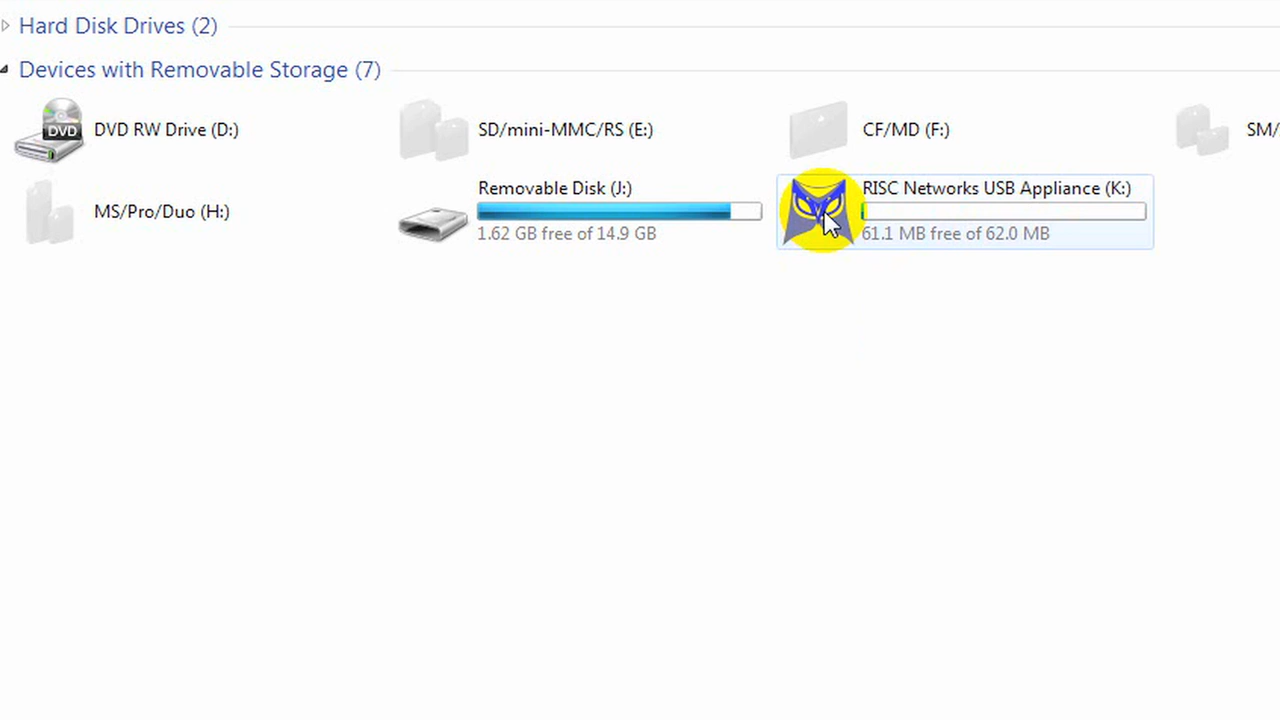 Hard Disk Drives (2)
Devices with Removable Storage (7)
DVD
DVD RW Drive (D:)
SD/mini-MMC/RS (E:)
CF/MD (F:)
SM/
MS/Pro/Duo (H:)
Removable Disk (J:)
1.62 GB free of 14.9 GB
RISC Networks USB Appliance (K:)
61.1 MB free of 62.0 MB